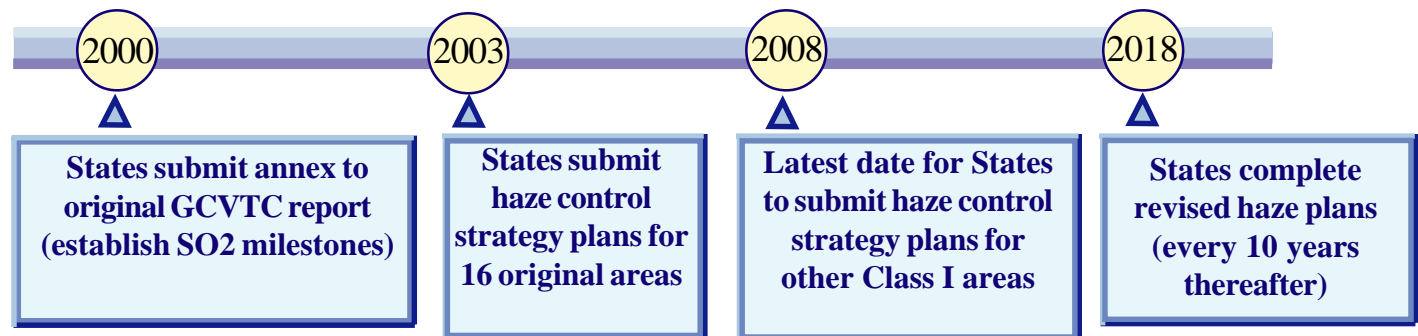 2000
2003
2008
2018
States submit annex to
original GCVTC report
(establish SO2 milestones)
States submit
haze control
strategy plans for
16 original areas
Latest date for States
to submit haze control
strategy plans for
other Class I areas
States complete
revised haze plans
(every 10 years
thereafter)